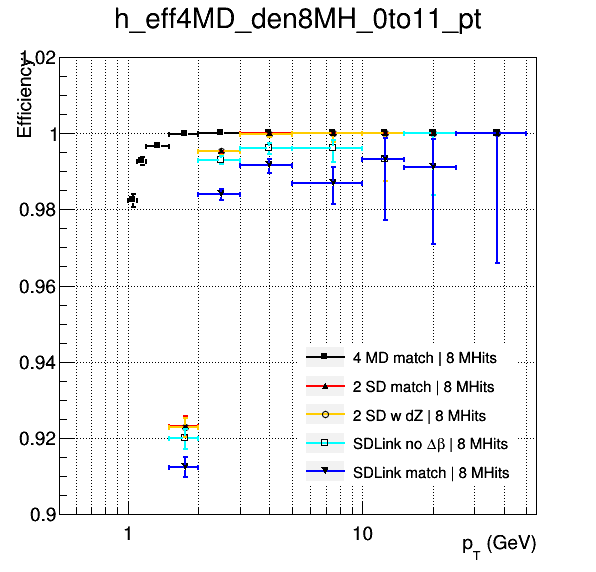 h_eff4MD_den8MH_0to11_pt
Efficiency
1.02
1
0.98
0.96
0.94
0.92
0.9
4 MD match | 8 MHits
2 SD match | 8 MHits
2 SD w dZ | 8 MHits
SDLink no Δβ | 8 MHits
SDLink match | 8 MHits
1
10
p_T (GeV)